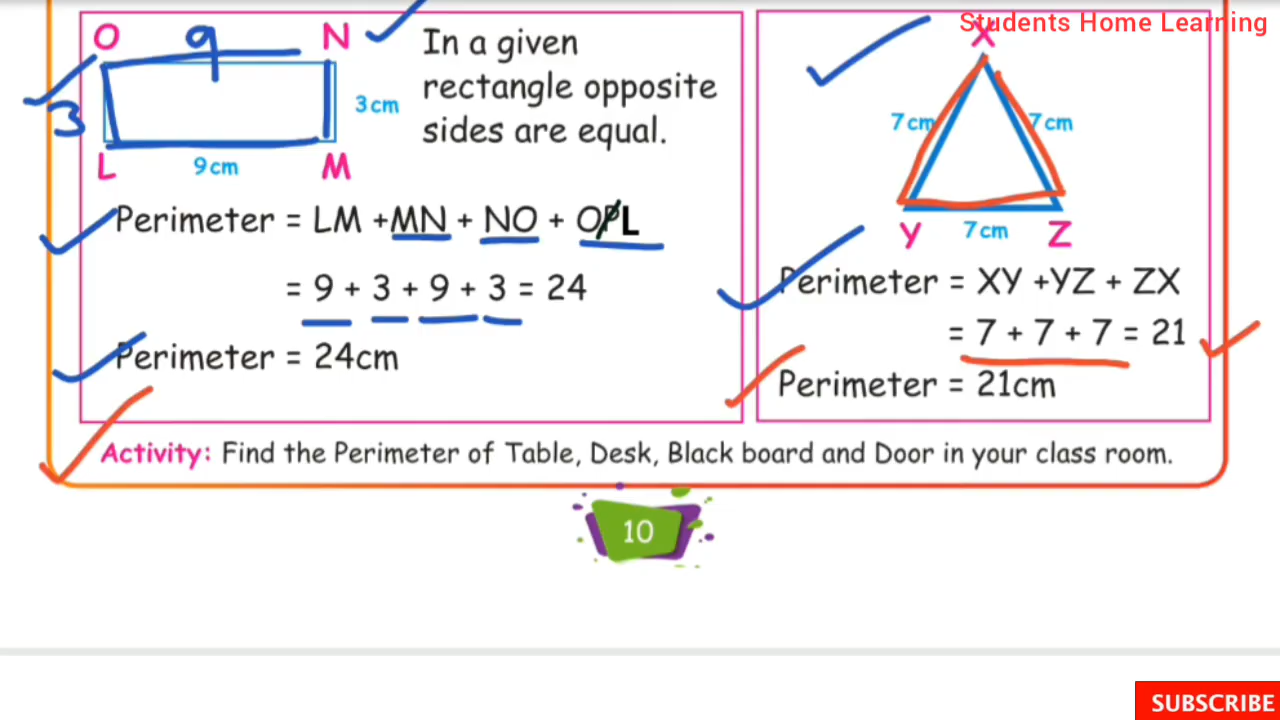 Students Home Learning
O 9 N
3
3cm
L 9cm M
In a given
rectangle opposite
sides are equal.
Perimeter = LM +MN + NO + OPL
= 9 + 3 + 9 + 3 = 24
Perimeter = 24cm
X
7cm 7cm
Y 7cm Z
Perimeter = XY +YZ + ZX
= 7 + 7 + 7 = 21
Perimeter = 21cm
Activity: Find the Perimeter of Table, Desk, Black board and Door in your class room.
10
SUBSCRIBE